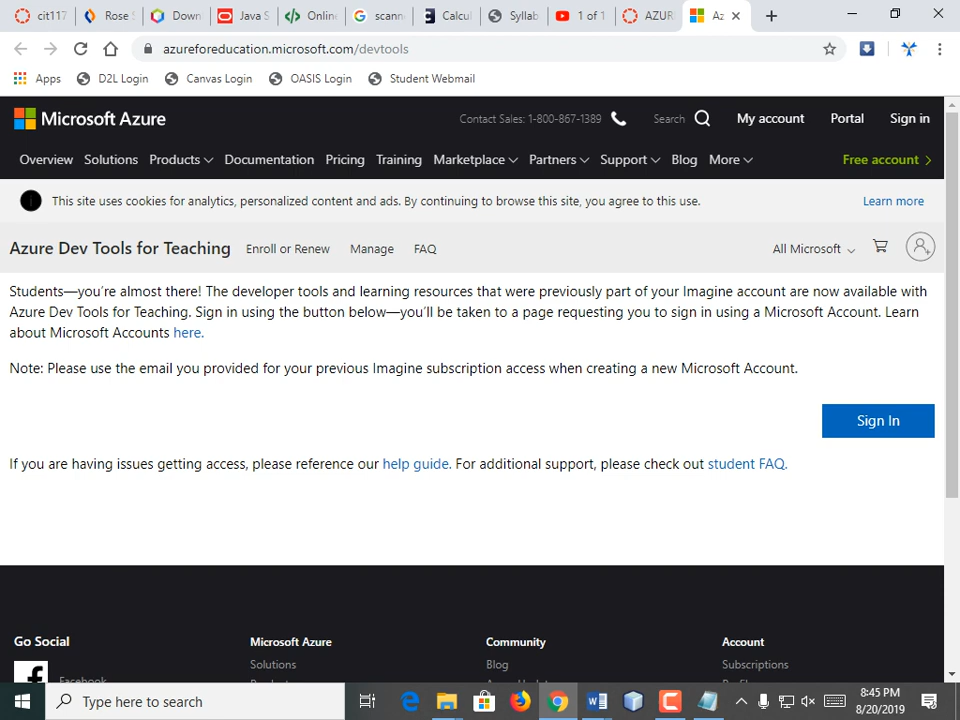 cit117 Rose S Down Java S Online scann Calcul Syllab 1 of 1 AZUR Az
azureforeducation.microsoft.com/devtools
Apps D2L Login Canvas Login OASIS Login Student Webmail
Microsoft Azure Contact Sales: 1-800-867-1389 Search My account Portal Sign in
Overview Solutions Products Documentation Pricing Training Marketplace Partners Support Blog More Free account
This site uses cookies for analytics, personalized content and ads. By continuing to browse this site, you agree to this use. Learn more
Azure Dev Tools for Teaching Enroll or Renew Manage FAQ All Microsoft
Students—you’re almost there! The developer tools and learning resources that were previously part of your Imagine account are now available with
Azure Dev Tools for Teaching. Sign in using the button below—you’ll be taken to a page requesting you to sign in using a Microsoft Account. Learn
about Microsoft Accounts here.
Note: Please use the email you provided for your previous Imagine subscription access when creating a new Microsoft Account.
Sign In
If you are having issues getting access, please reference our help guide. For additional support, please check out student FAQ.
Go Social Microsoft Azure Community Account
Solutions Blog Subscriptions
Facebook
Type here to search 8:45 PM
8/20/2019